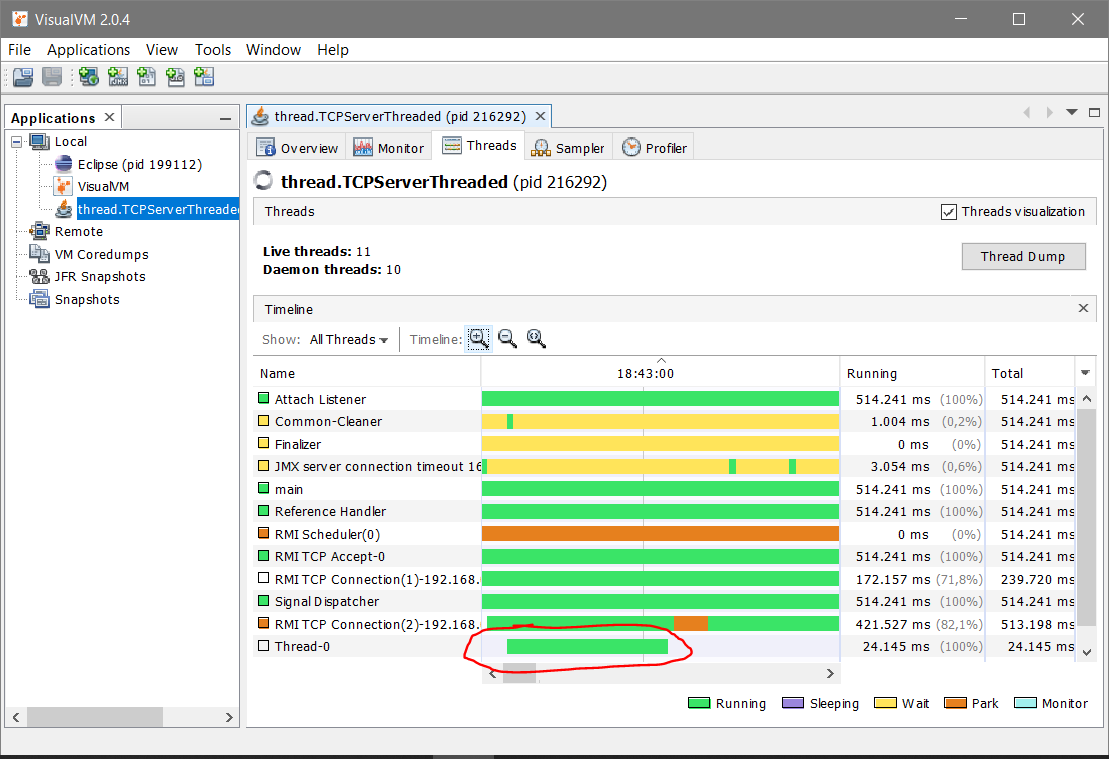 VisualVM 2.0.4
File Applications View Tools Window Help
Applications
thread.TCPServerThreaded (pid 216292)
Local
Eclipse (pid 199112)
VisualVM
thread.TCPServerThreaded
Remote
VM Coredumps
JFR Snapshots
Snapshots
Overview Monitor Threads Sampler Profiler
thread.TCPServerThreaded (pid 216292)
Threads
Threads visualization
Live threads: 11
Daemon threads: 10
Thread Dump
Timeline
Show: All Threads Timeline:
Name 18:43:00 Running Total
Attach Listener 514.241 ms (100%) 514.241 ms
Common-Cleaner 1.004 ms (0,2%) 514.241 ms
Finalizer 0 ms (0%) 514.241 ms
JMX server connection timeout 16 3.054 ms (0,6%) 514.241 ms
main 514.241 ms (100%) 514.241 ms
Reference Handler 514.241 ms (100%) 514.241 ms
RMI Scheduler(0) 0 ms (0%) 514.241 ms
RMI TCP Accept-0 514.241 ms (100%) 514.241 ms
RMI TCP Connection(1)-192.168. 172.157 ms (71,8%) 239.720 ms
Signal Dispatcher 514.241 ms (100%) 514.241 ms
RMI TCP Connection(2)-192.168. 421.527 ms (82,1%) 513.198 ms
Thread-0 24.145 ms (100%) 24.145 ms
Running Sleeping Wait Park Monitor